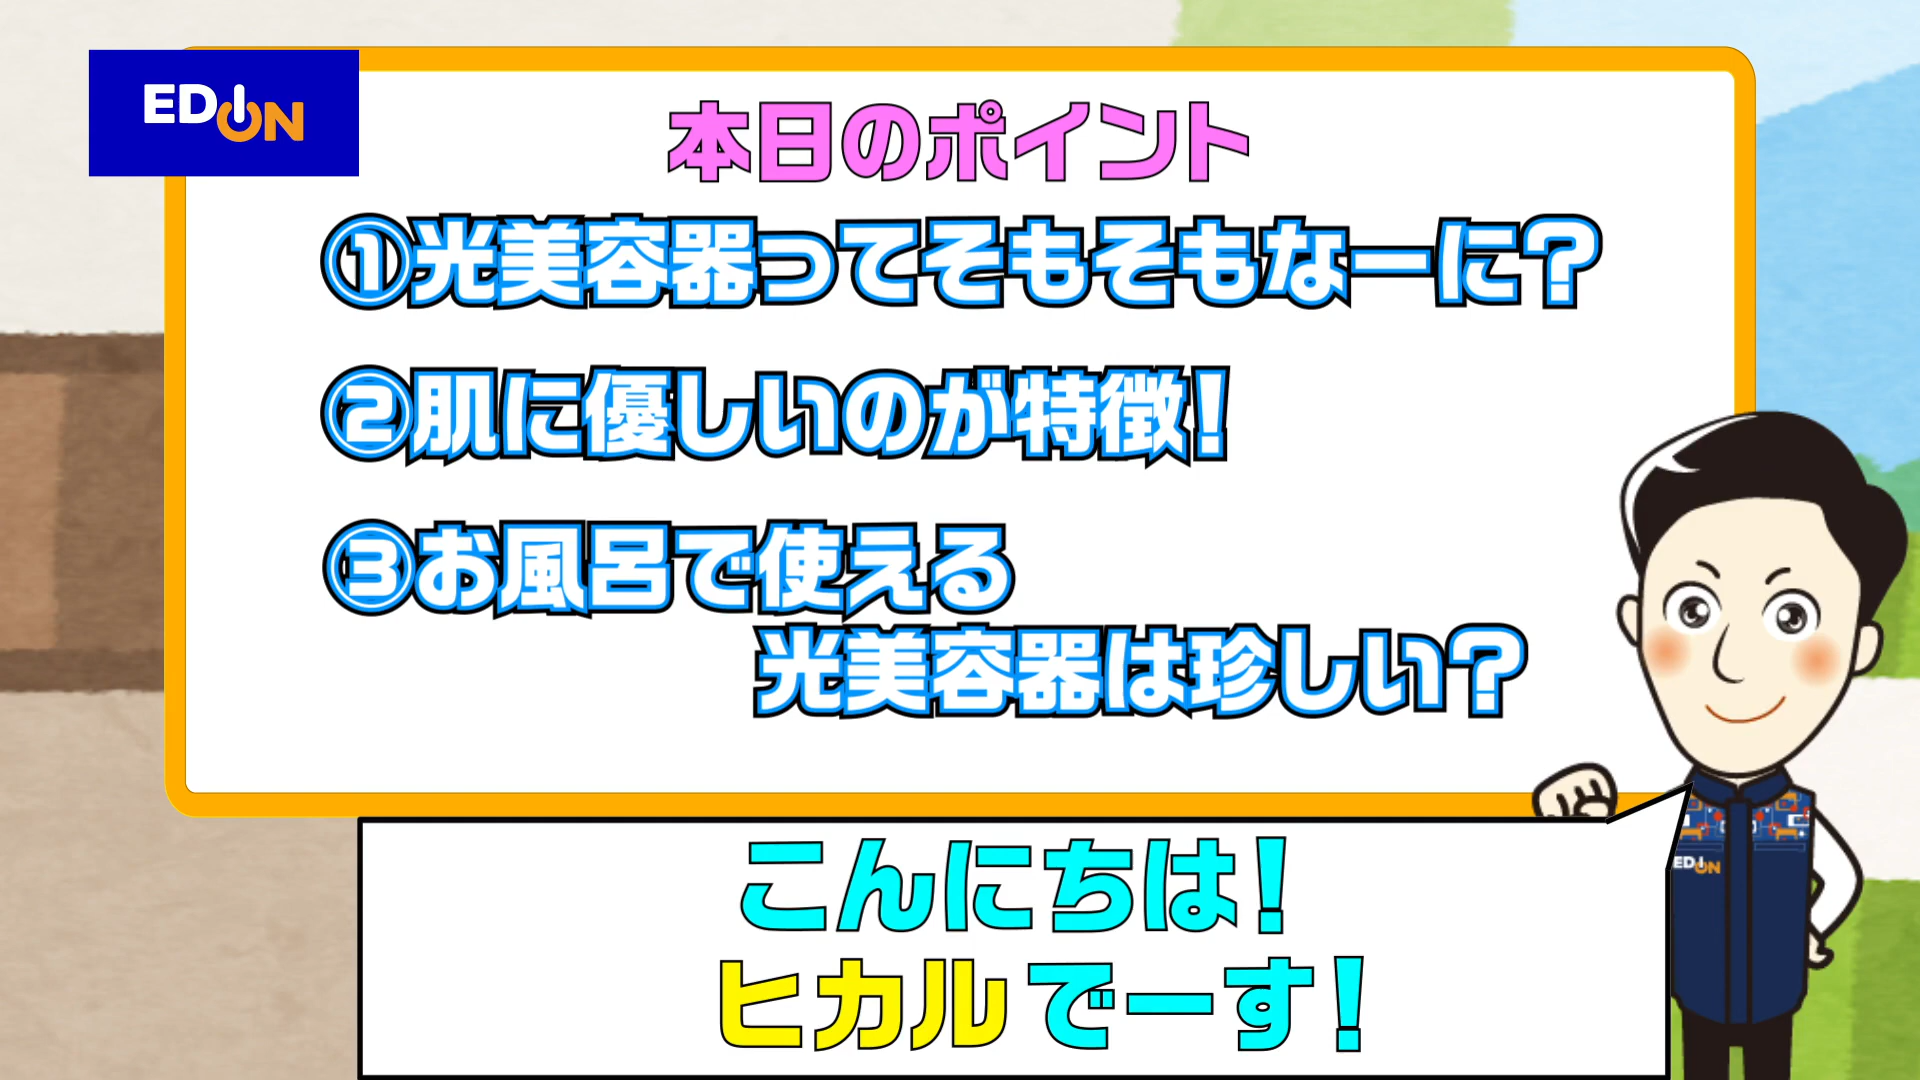 EDION
本日のポイント
①光美容器ってそもそもなーに？
②肌に優しいのが特徴！
③お風呂で使える
光美容器は珍しい？
EDION
こんにちは！
ヒカルでーす！